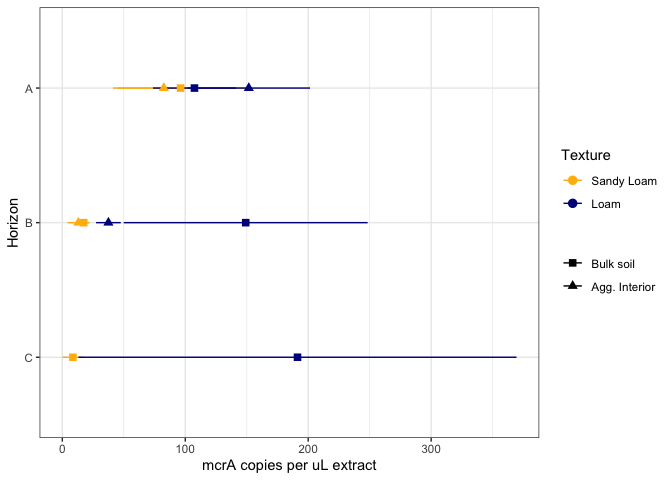 Horizon
A
B
C
0 100 200 300
mcrA copies per uL extract
Texture
Sandy Loam
Loam
Bulk soil
Agg. Interior